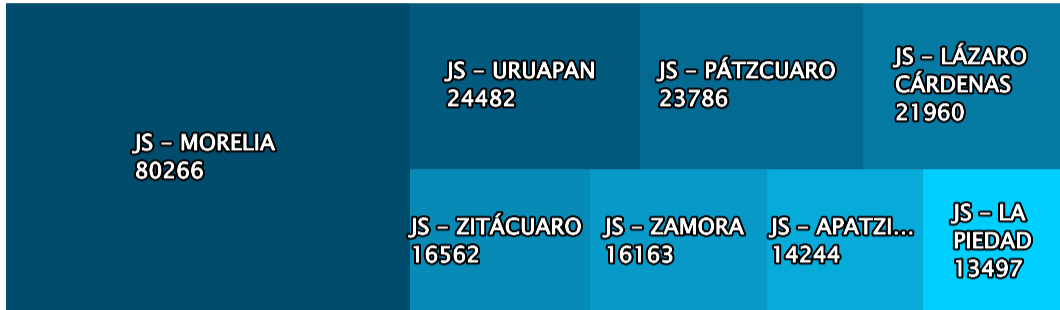 JS – MORELIA
80266
JS – URUAPAN
24482
JS – PÁTZCUARO
23786
JS – LÁZARO
CÁRDENAS
21960
JS – ZITÁCUARO
16562
JS – ZAMORA
16163
JS – APATZI...
14244
JS – LA
PIEDAD
13497